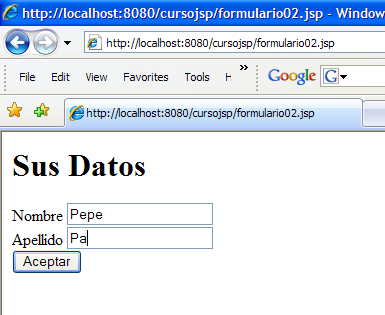 http://localhost:8080/cursojsp/formulario02.jsp - Window
http://localhost:8080/cursojsp/formulario02.jsp
File Edit View Favorites Tools H »
Google G
http://localhost:8080/cursojsp/formulario02.jsp
Sus Datos
Nombre Pepe
Apellido Pa
Aceptar